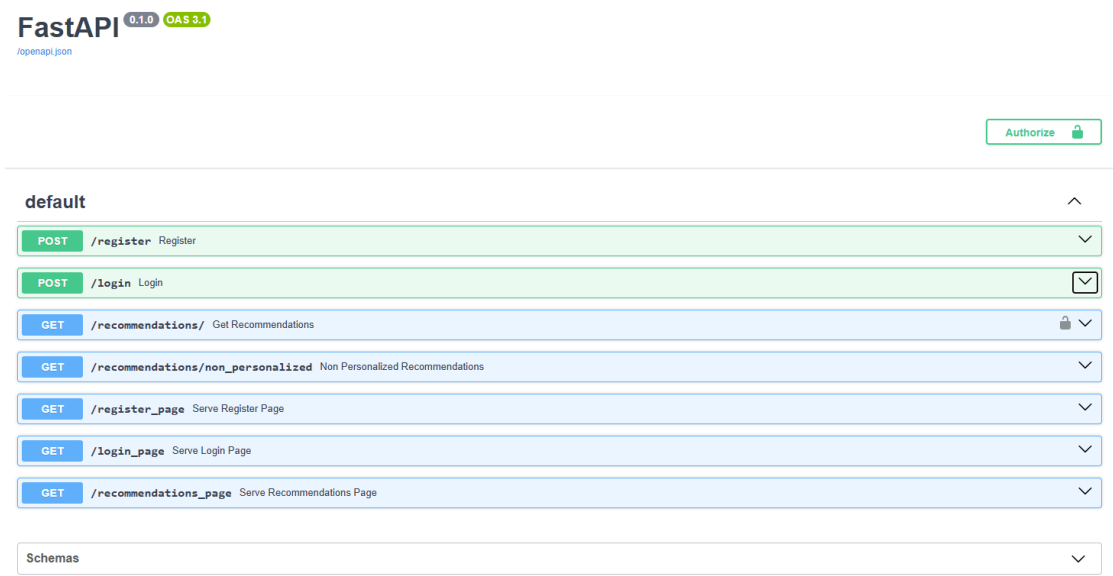 FastAPI 0.1.0 OAS 3.1
/openapi.json
Authorize
default
POST /register Register
POST /login Login
GET /recommendations/ Get Recommendations
GET /recommendations/non_personalized Non Personalized Recommendations
GET /register_page Serve Register Page
GET /login_page Serve Login Page
GET /recommendations_page Serve Recommendations Page
Schemas